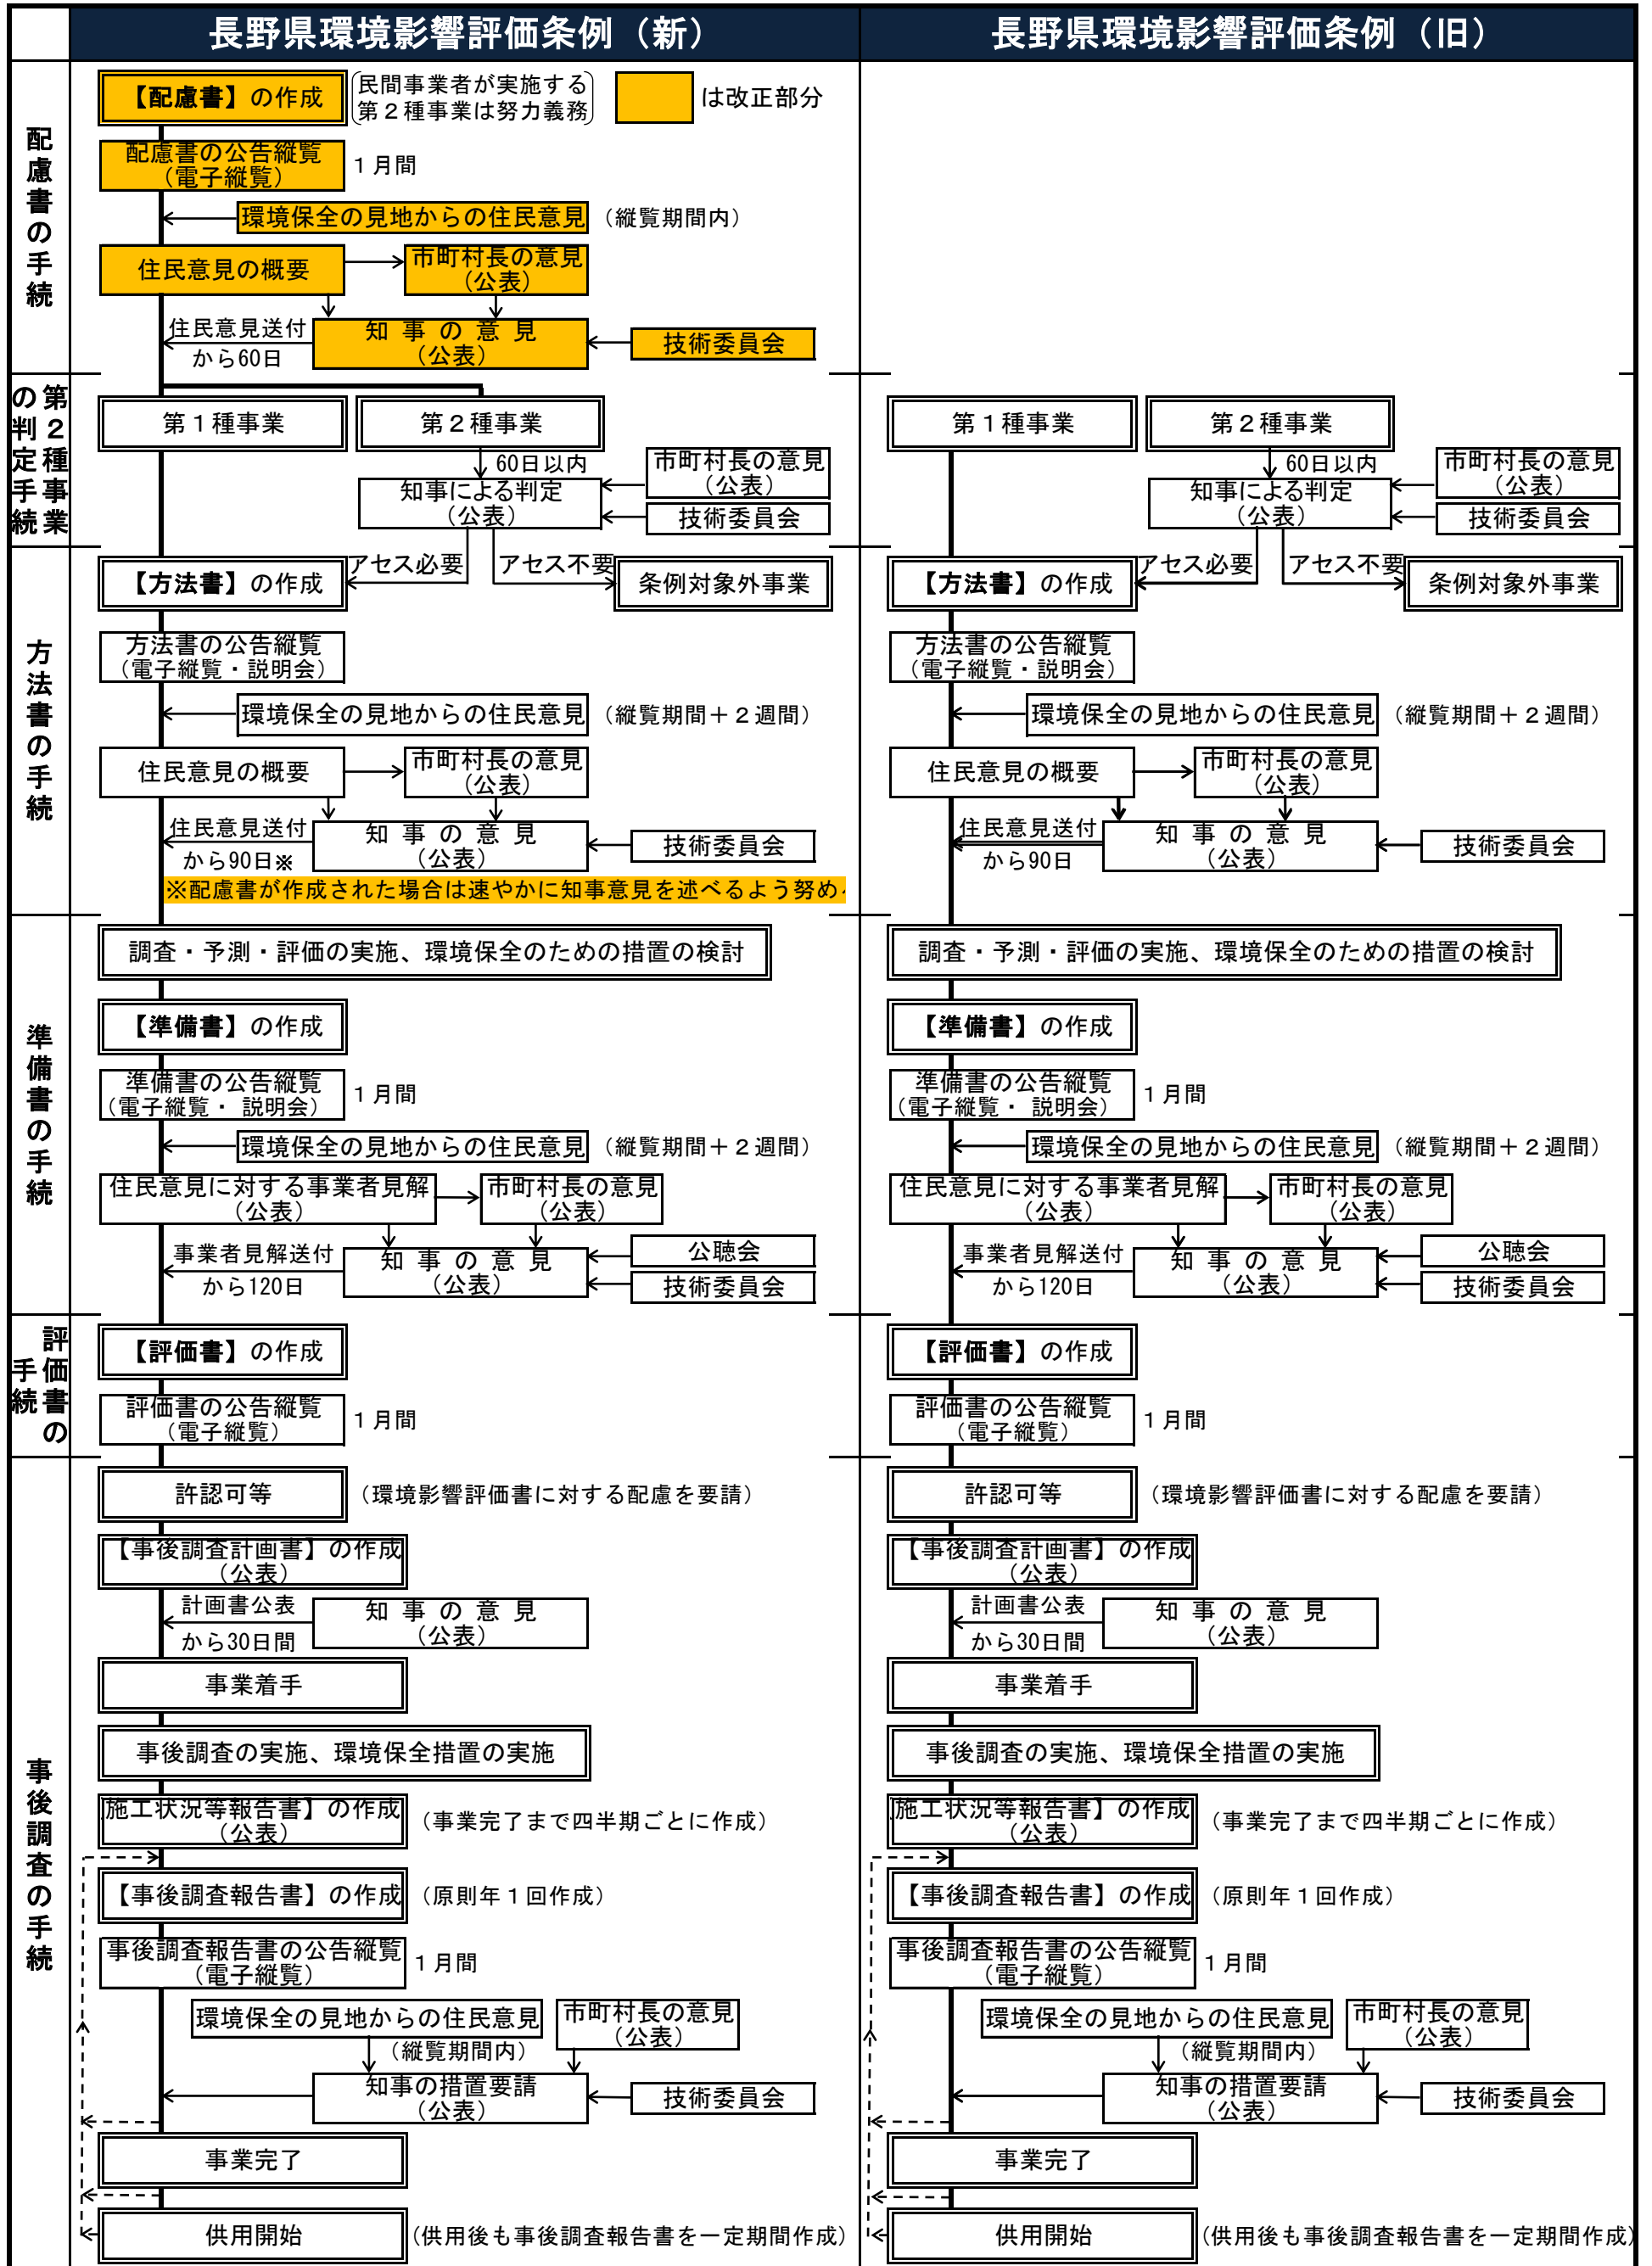 長野県環境影響評価条例（新）
長野県環境影響評価条例（旧）
配慮書の手続
【配慮書】の作成
民間事業者が実施する
第２種事業は努力義務
は改正部分
配慮書の公告縦覧
（電子縦覧）
１月間
環境保全の見地からの住民意見
（縦覧期間内）
住民意見の概要
市町村長の意見
（公表）
住民意見送付
から60日
知 事 の 意 見
（公表）
技術委員会
第２種事業
の判定手続
第１種事業
第２種事業
60日以内
市町村長の意見
（公表）
知事による判定
（公表）
技術委員会
第１種事業
第２種事業
60日以内
市町村長の意見
（公表）
知事による判定
（公表）
技術委員会
方法書の手続
アセス必要
アセス不要
【方法書】の作成
条例対象外事業
方法書の公告縦覧
（電子縦覧・説明会）
環境保全の見地からの住民意見
（縦覧期間＋２週間）
住民意見の概要
市町村長の意見
（公表）
住民意見送付
から90日※
知 事 の 意 見
（公表）
技術委員会
※配慮書が作成された場合は速やかに知事意見を述べるよう努め
アセス必要
アセス不要
【方法書】の作成
条例対象外事業
方法書の公告縦覧
（電子縦覧・説明会）
環境保全の見地からの住民意見
（縦覧期間＋２週間）
住民意見の概要
市町村長の意見
（公表）
住民意見送付
から90日
知 事 の 意 見
（公表）
技術委員会
準備書の手続
調査・予測・評価の実施、環境保全のための措置の検討
【準備書】の作成
準備書の公告縦覧
（電子縦覧・ 説明会）
１月間
環境保全の見地からの住民意見
（縦覧期間＋２週間）
住民意見に対する事業者見解
（公表）
市町村長の意見
（公表）
事業者見解送付
から120日
知 事 の 意 見
（公表）
公聴会
技術委員会
調査・予測・評価の実施、環境保全のための措置の検討
【準備書】の作成
準備書の公告縦覧
（電子縦覧・ 説明会）
１月間
環境保全の見地からの住民意見
（縦覧期間＋２週間）
住民意見に対する事業者見解
（公表）
市町村長の意見
（公表）
事業者見解送付
から120日
知 事 の 意 見
（公表）
公聴会
技術委員会
評価書の
手続
【評価書】の作成
評価書の公告縦覧
（電子縦覧）
１月間
【評価書】の作成
評価書の公告縦覧
（電子縦覧）
１月間
事後調査の手続
許認可等
（環境影響評価書に対する配慮を要請）
【事後調査計画書】の作成
（公表）
計画書公表
から30日間
知 事 の 意 見
（公表）
事業着手
事後調査の実施、環境保全措置の実施
施工状況等報告書】の作成
（公表）
（事業完了まで四半期ごとに作成）
【事後調査報告書】の作成
（原則年１回作成）
事後調査報告書の公告縦覧
（電子縦覧）
１月間
環境保全の見地からの住民意見
（縦覧期間内）
市町村長の意見
（公表）
知事の措置要請
（公表）
技術委員会
事業完了
供用開始
（供用後も事後調査報告書を一定期間作成）
許認可等
（環境影響評価書に対する配慮を要請）
【事後調査計画書】の作成
（公表）
計画書公表
から30日間
知 事 の 意 見
（公表）
事業着手
事後調査の実施、環境保全措置の実施
施工状況等報告書】の作成
（公表）
（事業完了まで四半期ごとに作成）
【事後調査報告書】の作成
（原則年１回作成）
事後調査報告書の公告縦覧
（電子縦覧）
１月間
環境保全の見地からの住民意見
（縦覧期間内）
市町村長の意見
（公表）
知事の措置要請
（公表）
技術委員会
事業完了
供用開始
（供用後も事後調査報告書を一定期間作成）